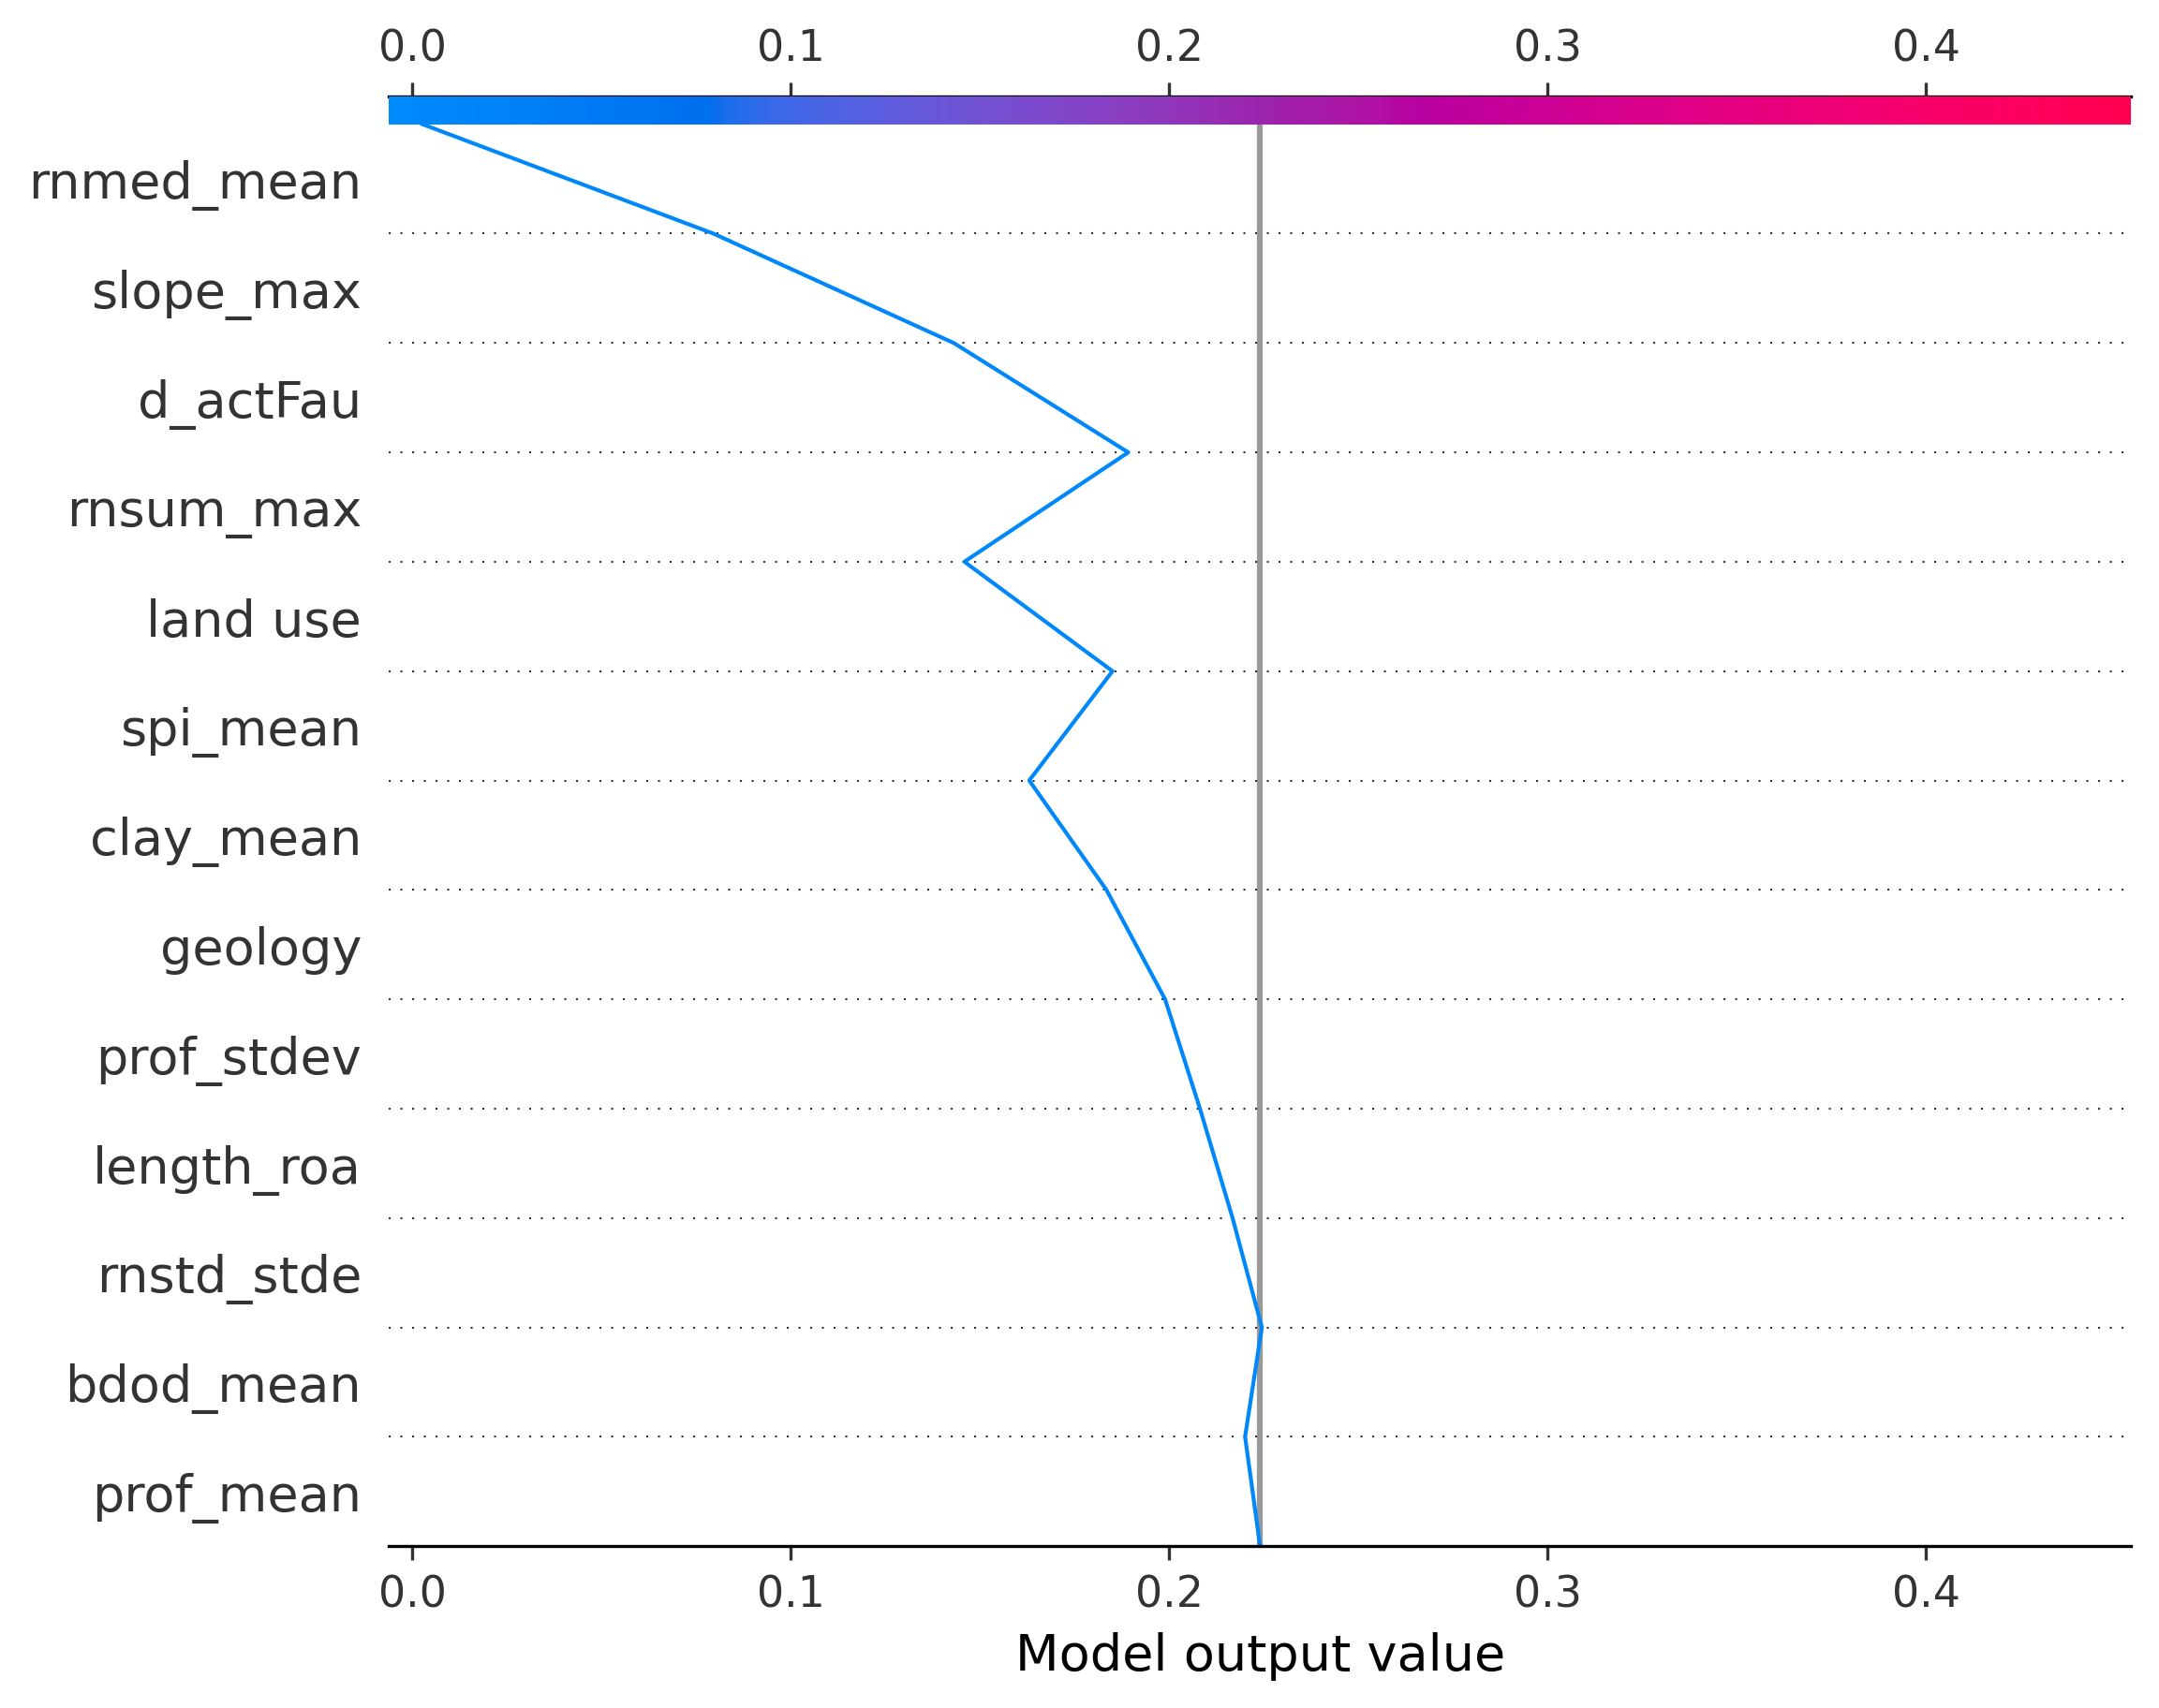 0.0 0.1 0.2 0.3 0.4
rnmed_mean
slope_max
d_actFau
rnsum_max
land use
spi_mean
clay_mean
geology
prof_stdev
length_roa
rnstd_stde
bdod_mean
prof_mean
0.0 0.1 0.2 0.3 0.4
Model output value